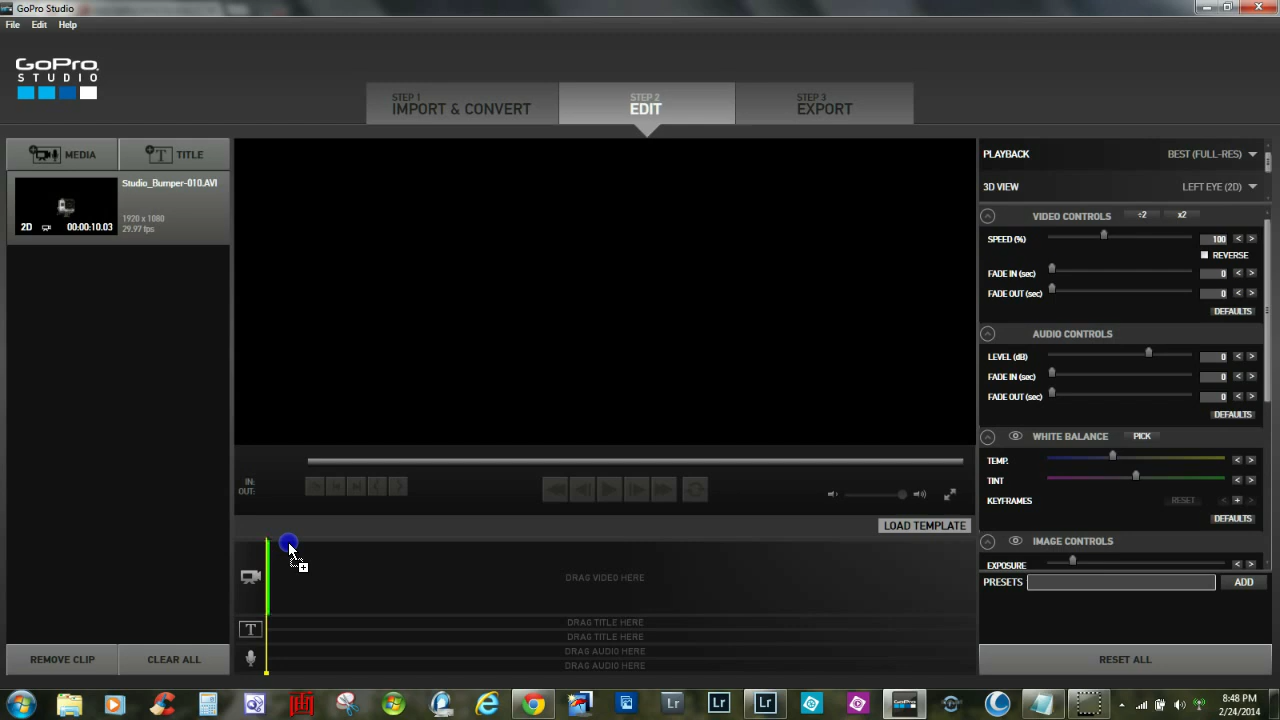 GoPro Studio
File Edit Help
GoPro
STUDIO
STEP 1
IMPORT & CONVERT
STEP 2
EDIT
STEP 3
EXPORT
MEDIA
TITLE
Studio_Bumper-010.AVI
1920 x 1080
29.97 fps
2D
00:00:10.03
REMOVE CLIP
CLEAR ALL
IN:
OUT:
LOAD TEMPLATE
DRAG VIDEO HERE
T
DRAG TITLE HERE
DRAG TITLE HERE
DRAG AUDIO HERE
DRAG AUDIO HERE
PLAYBACK BEST (FULL-RES)
3D VIEW LEFT EYE (2D)
VIDEO CONTROLS ÷2 x2
SPEED (%) 100 < >
REVERSE
FADE IN (sec) 0 < >
FADE OUT (sec) 0 < >
DEFAULTS
AUDIO CONTROLS
LEVEL (dB) 0 < >
FADE IN (sec) 0 < >
FADE OUT (sec) 0 < >
DEFAULTS
WHITE BALANCE PICK
TEMP. < >
TINT < >
KEYFRAMES RESET < + >
DEFAULTS
IMAGE CONTROLS
EXPOSURE < >
PRESETS ADD
RESET ALL
Lr Lr Lr
8:48 PM
2/24/2014